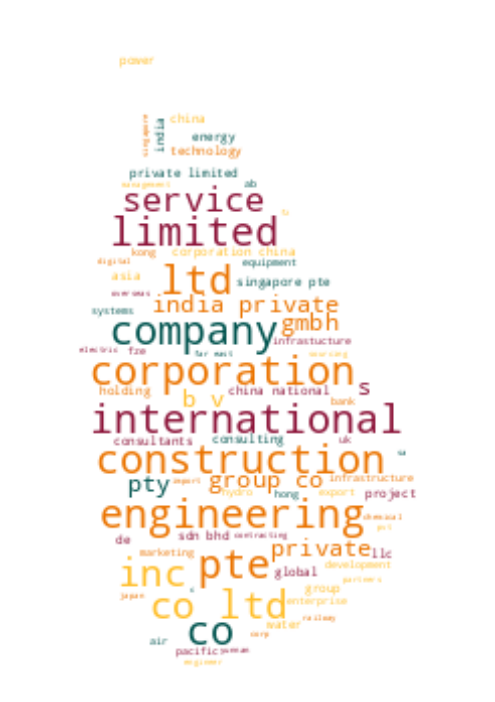 power
china
singapore
india
energy
technology
private limited
management
ab
service
limited
kong
corporation china
digital
equipment
asia
ltd
singapore pte
overseas
india private
systems
gmbh
company
infrastucture
electric
fze
far east
sourcing
corporation
holding
china national
s
b v
bank
international
consultants
consulting
uk
construction
sa
pty
import
group co
infrastructure
hydro
hong
export
project
engineering
chemical
de
sdn bhd
contracting
marketing
pte
private
llc
inc
global
development
partners
japan
group
co ltd
enterprise
railway
water
co
corp
air
pacific
engineer